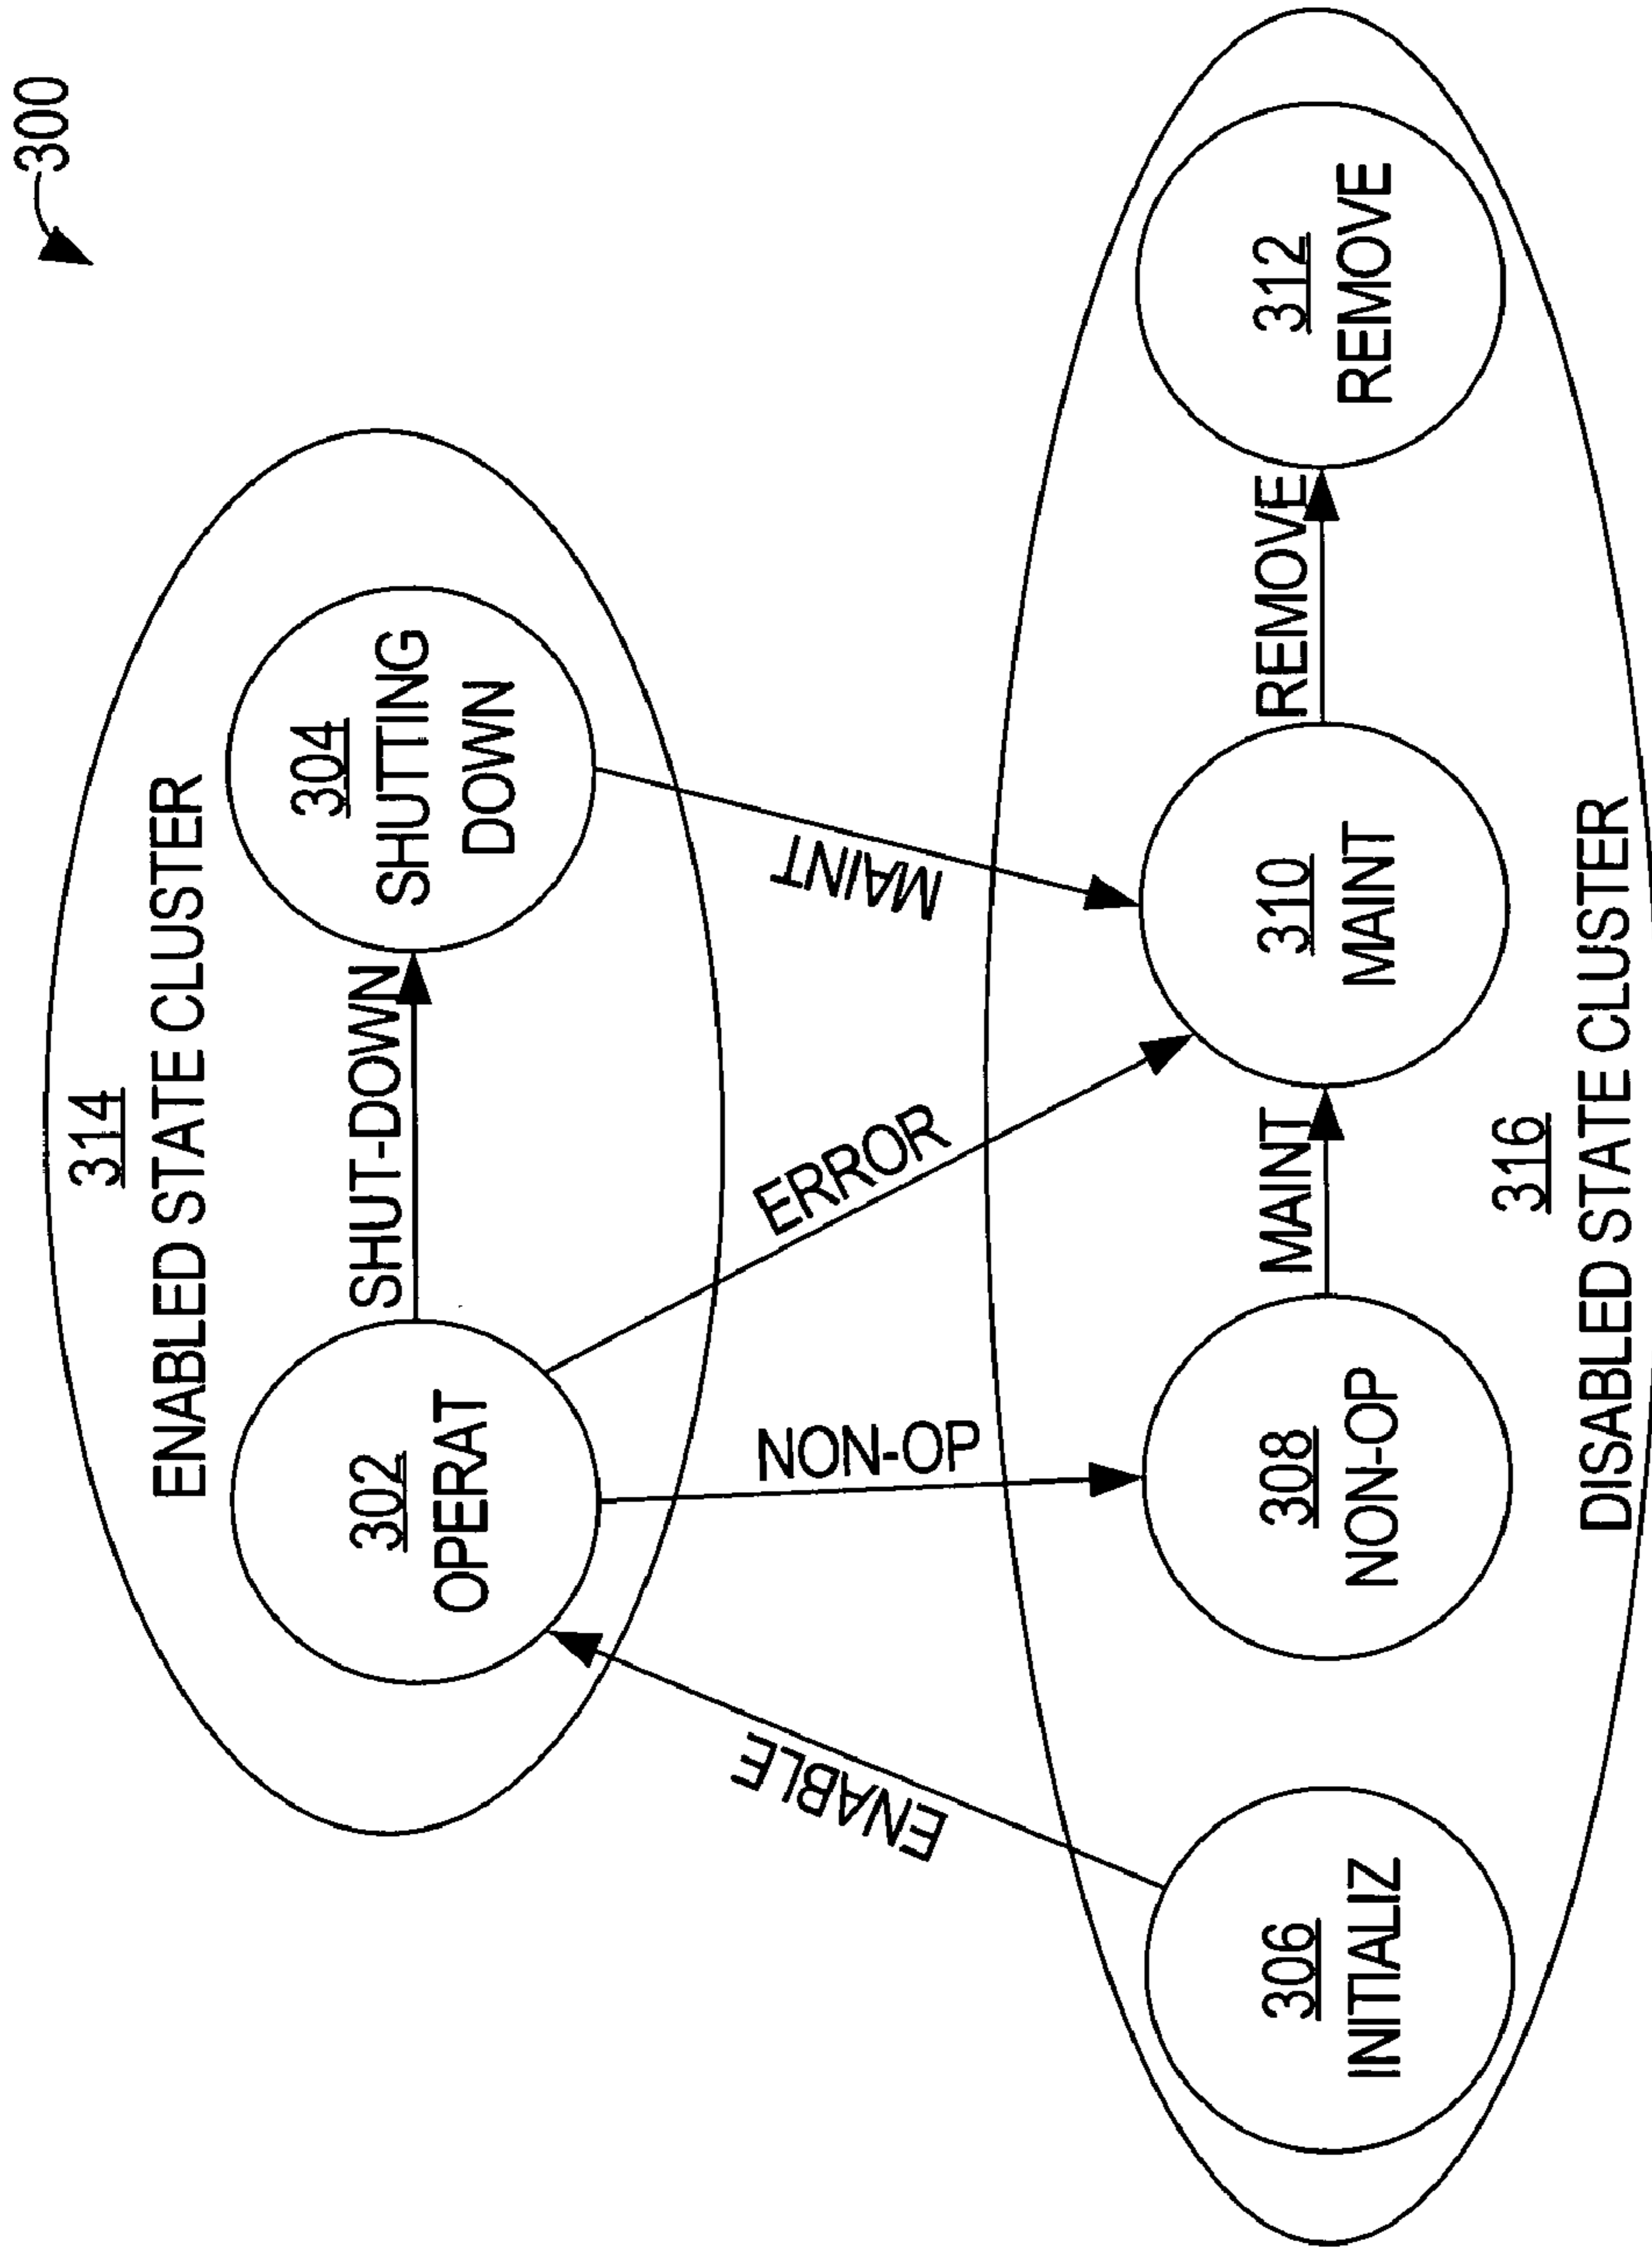 300
314
ENABLED STATE CLUSTER
302
OPERAT
SHUT-DOWN
304
SHUTTING
DOWN
ENABLE
NON-OP
ERROR
MAINT
306
INITIALIZ
308
NON-OP
MAINT
310
MAINT
REMOVE
312
REMOVE
316
DISABLED STATE CLUSTER